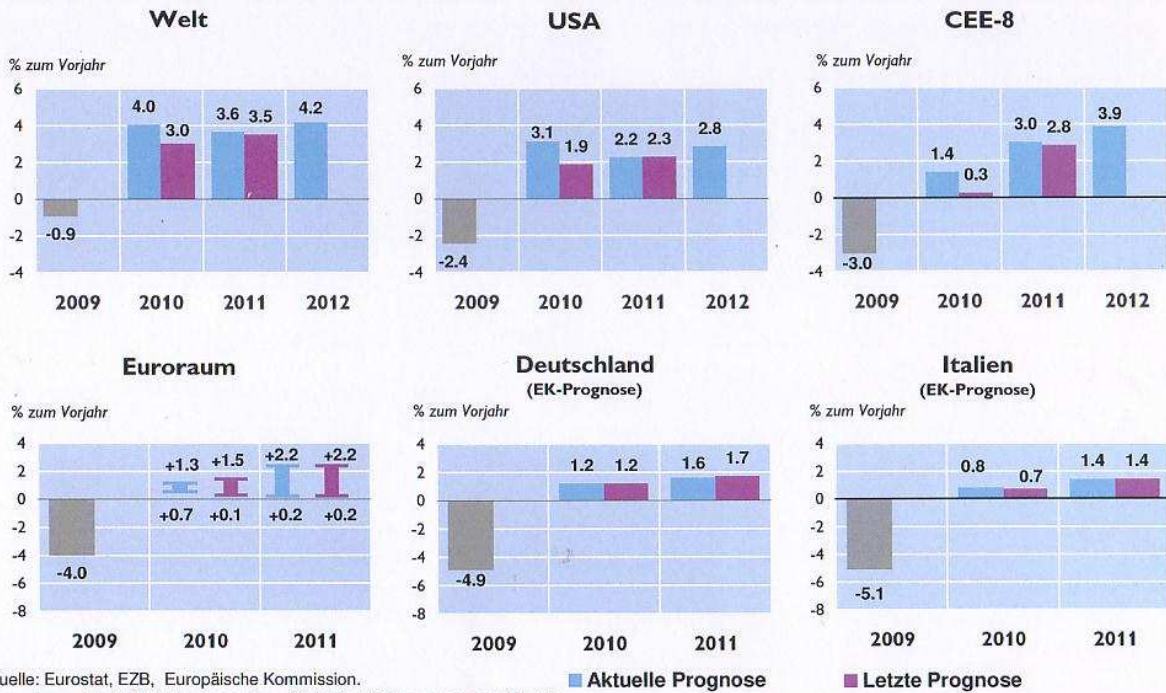 Welt
% zum Vorjahr
6
4
2
0
-2
-4
4.0
3.0
3.6
3.5
4.2
-0.9
2009 2010 2011 2012
USA
% zum Vorjahr
6
4
2
0
-2
-4
3.1
1.9
2.2
2.3
2.8
-2.4
2009 2010 2011 2012
CEE-8
% zum Vorjahr
6
4
2
0
-2
-4
1.4
0.3
3.0
2.8
3.9
-3.0
2009 2010 2011 2012
Euroraum
% zum Vorjahr
4
2
0
-2
-4
-6
-8
+1.3 +1.5 +2.2 +2.2
+0.7 +0.1 +0.2 +0.2
-4.0
2009 2010 2011
Deutschland
(EK-Prognose)
% zum Vorjahr
4
2
0
-2
-4
-6
-8
1.2 1.2 1.6 1.7
-4.9
2009 2010 2011
Italien
(EK-Prognose)
% zum Vorjahr
4
2
0
-2
-4
-6
-8
0.8 0.7 1.4 1.4
-5.1
2009 2010 2011
uelle: Eurostat, EZB, Europäische Kommission.
Aktuelle Prognose Letzte Prognose